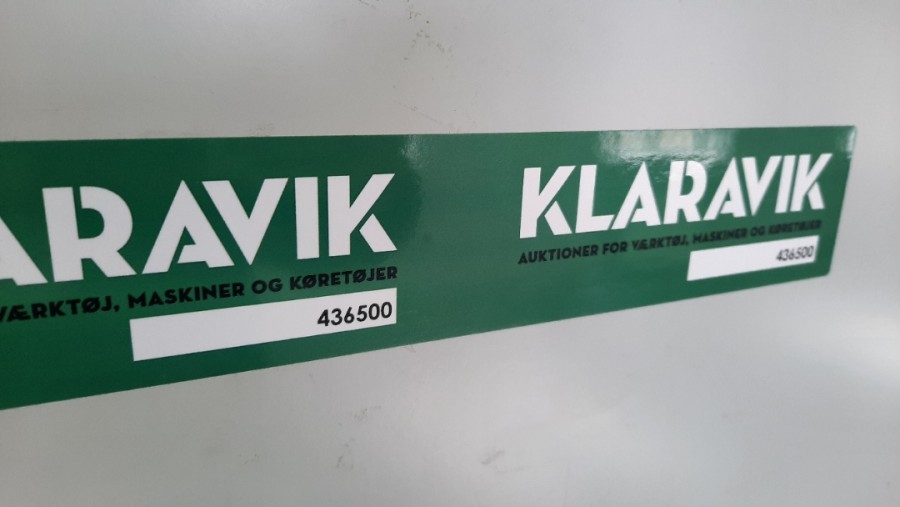 ARAVIK
VÆRKTØJ, MASKINER OG KØRETØJER
436500
KLARAVIK
AUKTIONER FOR VÆRKTØJ, MASKINER OG KØRETØJER
436500